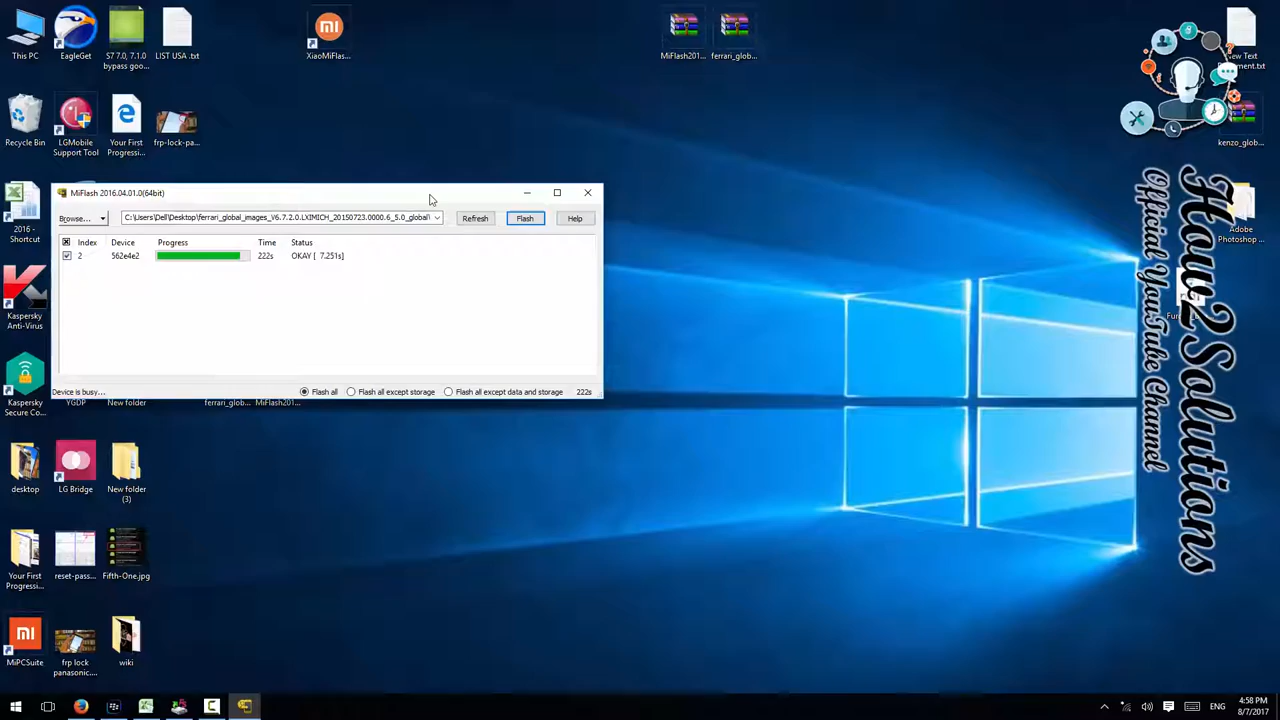 This PC
EagleGet
S7 7.0, 7.1.0
bypass goo...
LIST USA .txt
XiaoMiFlas...
MiFlash201...
ferrari_glob...
Text
ment.txt
Recycle Bin
LGMobile
Support Tool
Your First
Progressi...
frp-lock-pa...
kenzo_glob...
MiFlash 2016.04.01.0(64bit)
Browse...
C:\Users\Dell\Desktop\ferrari_global_images_V6.7.2.0.LXIMICH_20150723.0000.6_5.0_global\
Refresh
Flash
Help
Index
Device
Progress
Time
Status
2
562e4e2
222s
OKAY [ 7.251s]
Device is busy...
Flash all
Flash all except storage
Flash all except data and storage
222s
2016 -
Shortcut
Adobe
Photoshop ...
Kaspersky
Anti-Virus
Kaspersky
Secure Co...
YGDP
New folder
ferrari_glob...
MiFlash201...
desktop
LG Bridge
New folder
(3)
Your First
Progressi...
reset-pass...
Fifth-One.jpg
MiPCSuite
frp lock
panasonic....
wiki
How2Solutions
Official YouTube Channel
ENG
4:58 PM
8/7/2017